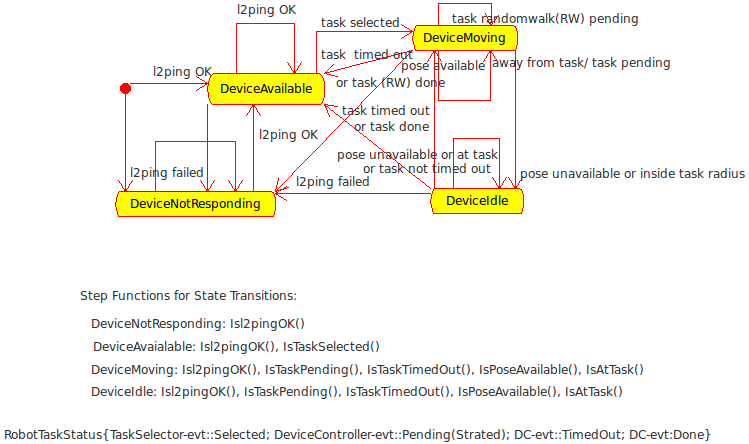 l2ping OK
task randomwalk(RW) pending
task selected
DeviceMoving
task timed out
pose available
away from task/ task pending
l2ping OK
or task (RW) done
DeviceAvailable
task timed out
or task done
l2ping OK
pose unavailable or at task
or task not timed out
l2ping failed
l2ping failed
pose unavailable or inside task radius
DeviceNotResponding
DeviceIdle
Step Functions for State Transitions:
DeviceNotResponding: Isl2pingOK()
DeviceAvaialable: Isl2pingOK(), IsTaskSelected()
DeviceMoving: Isl2pingOK(), IsTaskPending(), IsTaskTimedOut(), IsPoseAvailable(), IsAtTask()
DeviceIdle: Isl2pingOK(), IsTaskPending(), IsTaskTimedOut(), IsPoseAvailable(), IsAtTask()
RobotTaskStatus{TaskSelector-evt::Selected; DeviceController-evt::Pending(Strated); DC-evt::TimedOut; DC-evt:Done}